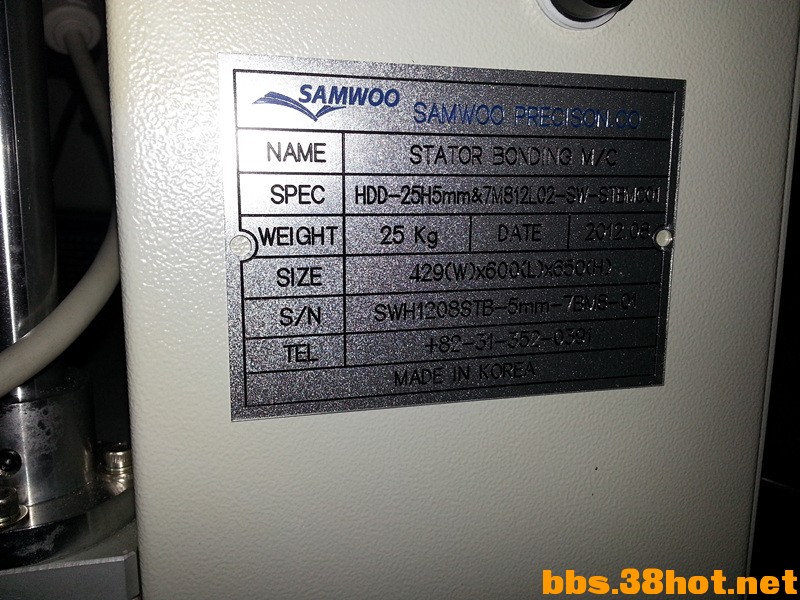 SAMWOO SAMWOO PRECISON.CO
NAME STATOR BONDING M/C
SPEC HDD-25H5mm&7M812L02-SW-STBM001
WEIGHT 25 Kg DATE 2012.08
SIZE 429(W)x600(L)x650(H)
S/N SWH1208STB-5mm-7BM8-01
TEL +82-31-352-0391
MADE IN KOREA
bbs.38hot.net